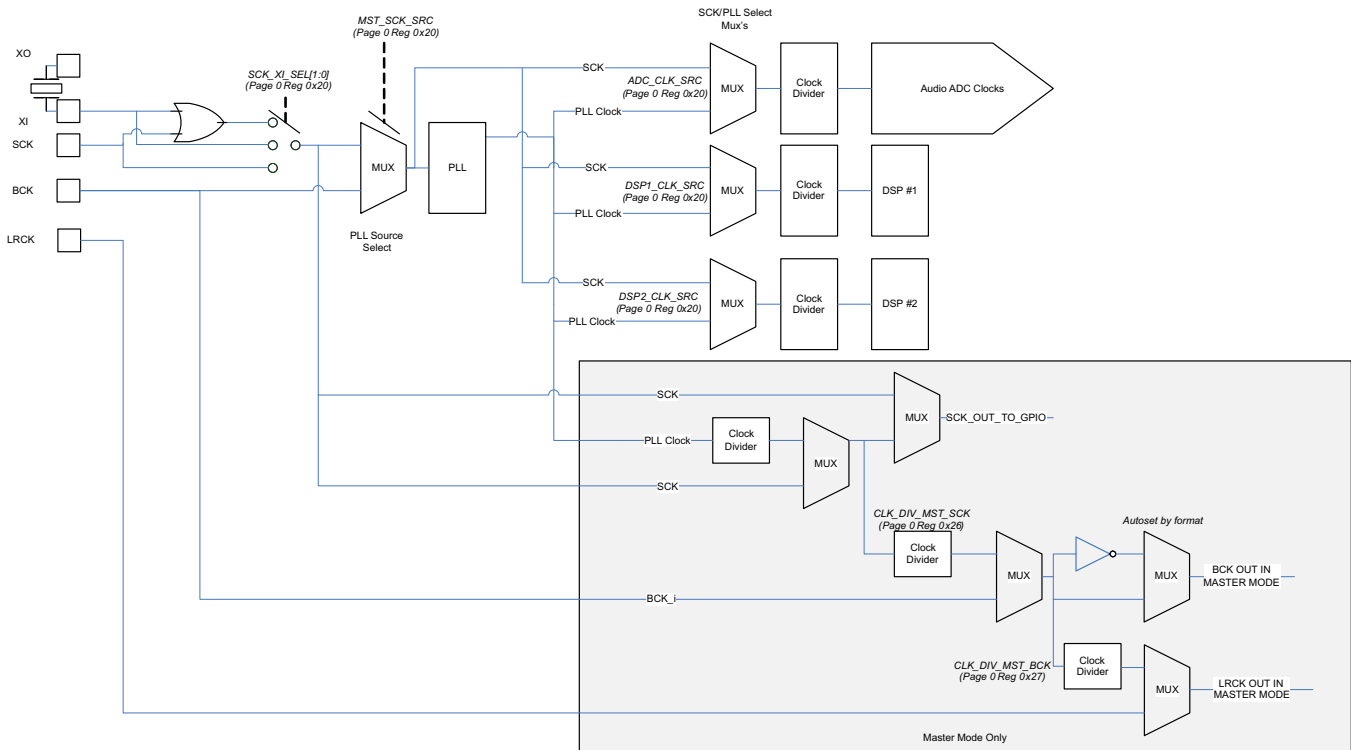 SCK/PLL Select
Mux's
MST_SCK_SRC
(Page 0 Reg 0x20)
XO
SCK_XI_SEL[1:0]
(Page 0 Reg 0x20)
XI
SCK
BCK
LRCK
MUX
PLL
PLL Source
Select
SCK
ADC_CLK_SRC
(Page 0 Reg 0x20)
PLL Clock
MUX
Clock
Divider
Audio ADC Clocks
SCK
DSP1_CLK_SRC
(Page 0 Reg 0x20)
PLL Clock
MUX
Clock
Divider
DSP #1
SCK
DSP2_CLK_SRC
(Page 0 Reg 0x20)
PLL Clock
MUX
Clock
Divider
DSP #2
SCK
MUX
SCK_OUT_TO_GPIO
PLL Clock
Clock
Divider
MUX
SCK
CLK_DIV_MST_SCK
(Page 0 Reg 0x26)
Clock
Divider
MUX
Autoset by format
MUX
BCK OUT IN
MASTER MODE
BCK_i
CLK_DIV_MST_BCK
(Page 0 Reg 0x27)
Clock
Divider
MUX
LRCK OUT IN
MASTER MODE
Master Mode Only